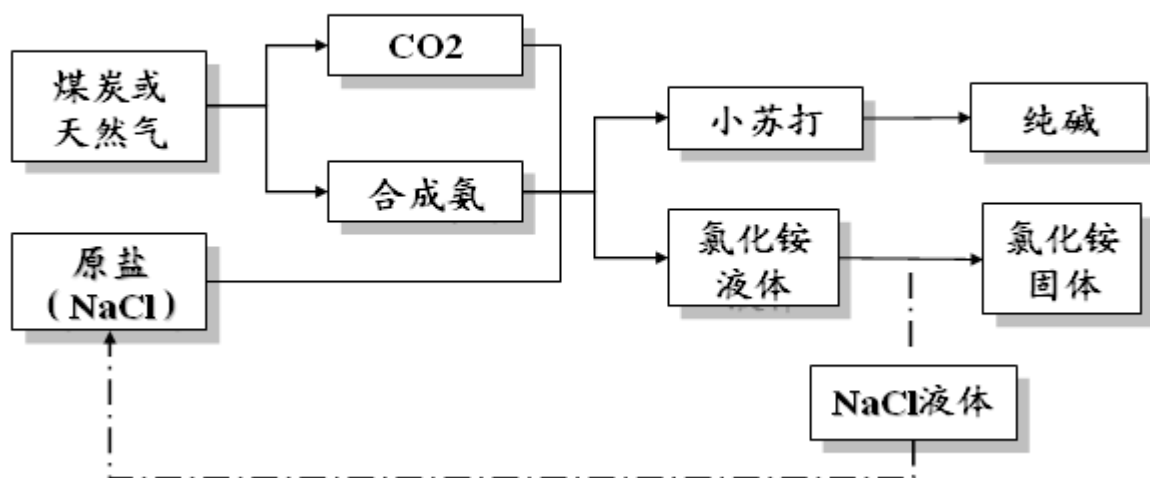 CO2
煤炭或
天然气
合成氨
小苏打
纯碱
原盐
(NaCl)
氯化铵
液体
氯化铵
固体
NaCl液体